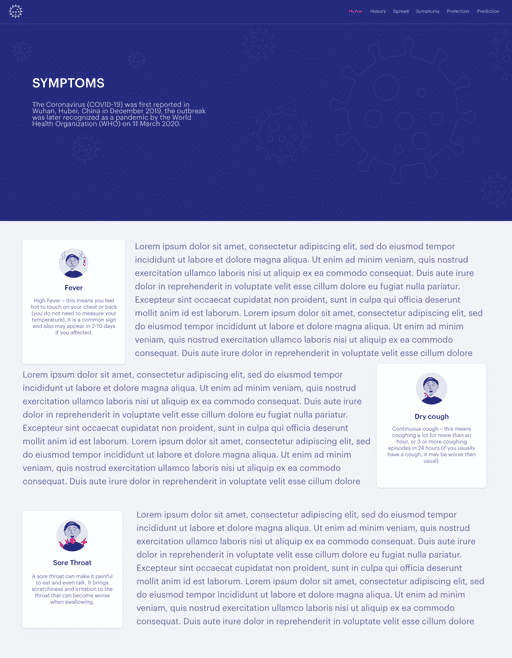 Home History Spread Symptoms Protection Prediction
SYMPTOMS
The Coronavirus (COVID-19) was first reported in
Wuhan, Hubei, China in December 2019, the outbreak
was later recognized as a pandemic by the World
Health Organization (WHO) on 11 March 2020.
Fever
High Fever – this means you feel
hot to touch on your chest or back
(you do not need to measure your
temperature). It is a common sign
and also may appear in 2-10 days
if you affected.
Lorem ipsum dolor sit amet, consectetur adipiscing elit, sed do eiusmod tempor
incididunt ut labore et dolore magna aliqua. Ut enim ad minim veniam, quis nostrud
exercitation ullamco laboris nisi ut aliquip ex ea commodo consequat. Duis aute irure
dolor in reprehenderit in voluptate velit esse cillum dolore eu fugiat nulla pariatur.
Excepteur sint occaecat cupidatat non proident, sunt in culpa qui officia deserunt
mollit anim id est laborum. Lorem ipsum dolor sit amet, consectetur adipiscing elit, sed
do eiusmod tempor incididunt ut labore et dolore magna aliqua. Ut enim ad minim
veniam, quis nostrud exercitation ullamco laboris nisi ut aliquip ex ea commodo
consequat. Duis aute irure dolor in reprehenderit in voluptate velit esse cillum dolore
Lorem ipsum dolor sit amet, consectetur adipiscing elit, sed do eiusmod tempor
incididunt ut labore et dolore magna aliqua. Ut enim ad minim veniam, quis nostrud
exercitation ullamco laboris nisi ut aliquip ex ea commodo consequat. Duis aute irure
dolor in reprehenderit in voluptate velit esse cillum dolore eu fugiat nulla pariatur.
Excepteur sint occaecat cupidatat non proident, sunt in culpa qui officia deserunt
mollit anim id est laborum. Lorem ipsum dolor sit amet, consectetur adipiscing elit, sed
do eiusmod tempor incididunt ut labore et dolore magna aliqua. Ut enim ad minim
veniam, quis nostrud exercitation ullamco laboris nisi ut aliquip ex ea commodo
consequat. Duis aute irure dolor in reprehenderit in voluptate velit esse cillum dolore
Dry cough
Continuous cough – this means
coughing a lot for more than an
hour, or 3 or more coughing
episodes in 24 hours (if you usually
have a cough, it may be worse than
usual).
Sore Throat
A sore throat can make it painful
to eat and even talk. It brings
scratchiness and irritation to the
throat that can become worse
when swallowing.
Lorem ipsum dolor sit amet, consectetur adipiscing elit, sed do eiusmod tempor
incididunt ut labore et dolore magna aliqua. Ut enim ad minim veniam, quis nostrud
exercitation ullamco laboris nisi ut aliquip ex ea commodo consequat. Duis aute irure
dolor in reprehenderit in voluptate velit esse cillum dolore eu fugiat nulla pariatur.
Excepteur sint occaecat cupidatat non proident, sunt in culpa qui officia deserunt
mollit anim id est laborum. Lorem ipsum dolor sit amet, consectetur adipiscing elit, sed
do eiusmod tempor incididunt ut labore et dolore magna aliqua. Ut enim ad minim
veniam, quis nostrud exercitation ullamco laboris nisi ut aliquip ex ea commodo
consequat. Duis aute irure dolor in reprehenderit in voluptate velit esse cillum dolore